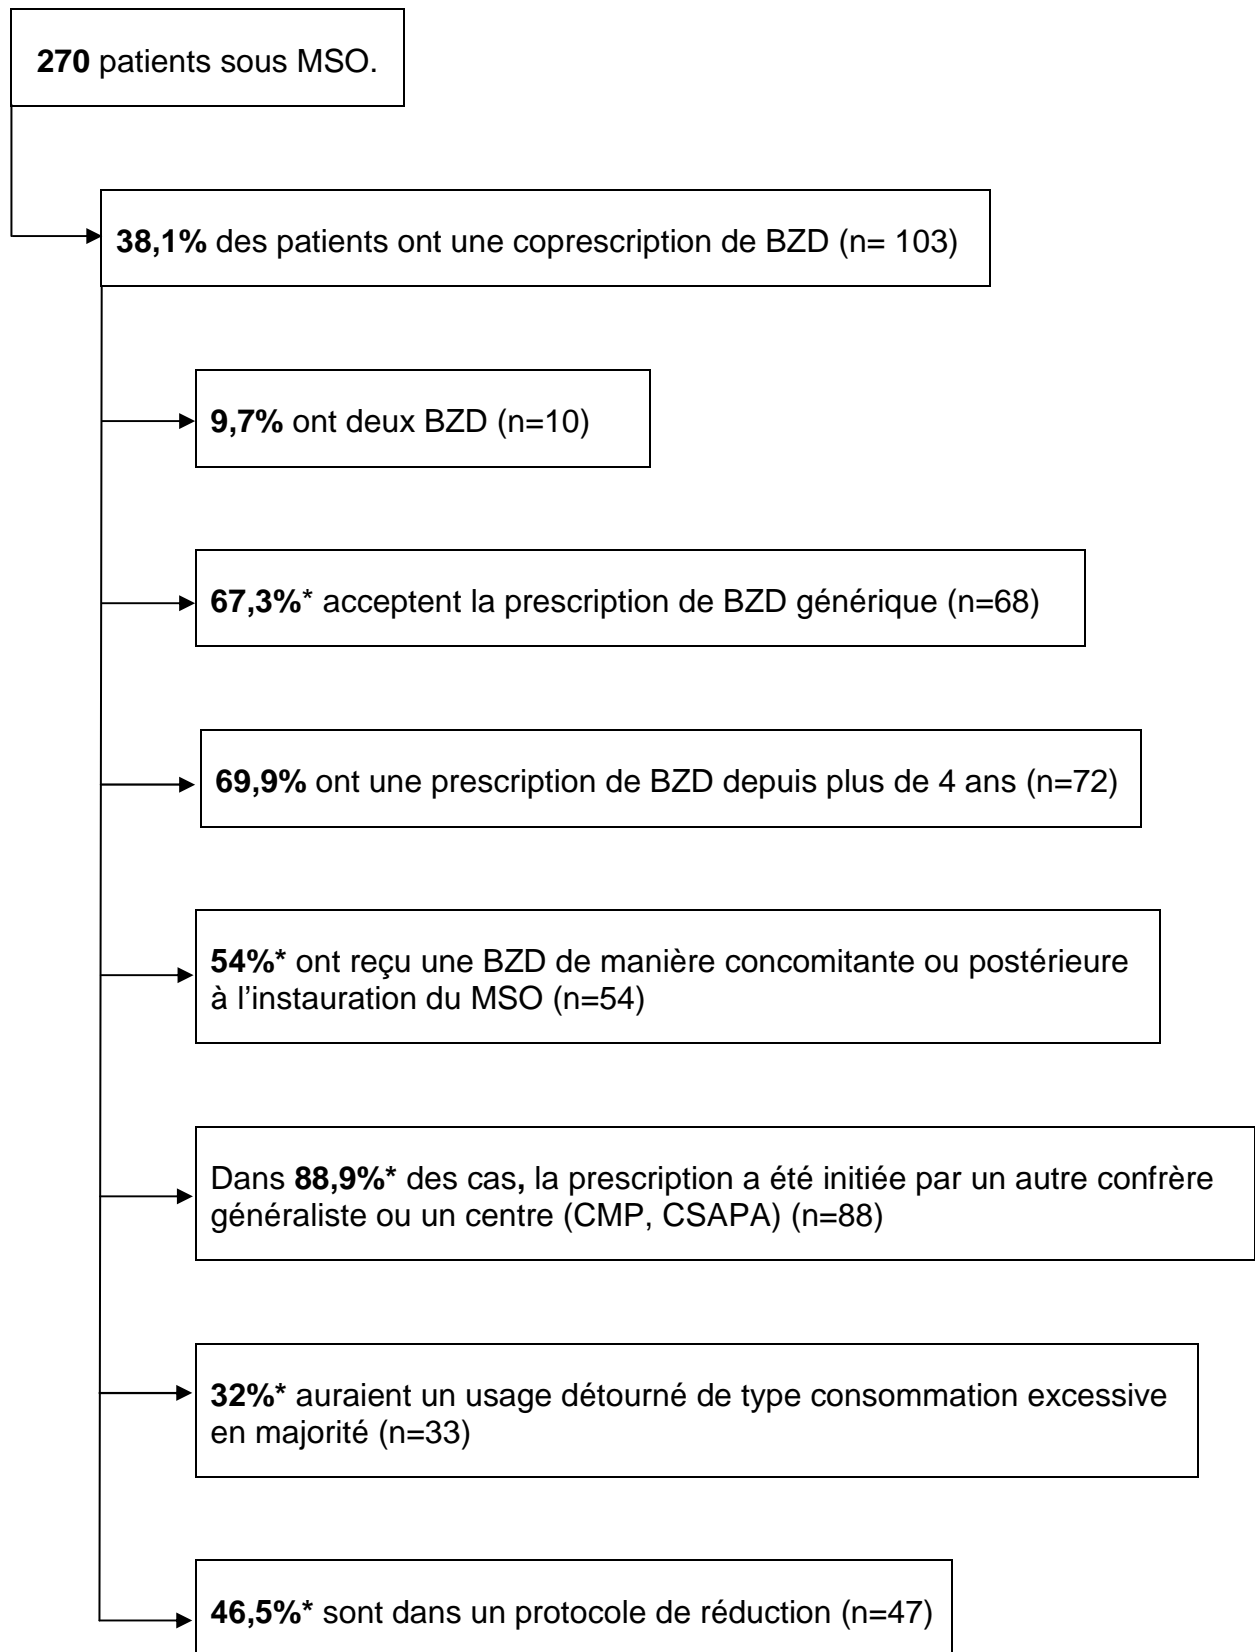 270 patients sous MSO.
38,1% des patients ont une coprescription de BZD (n= 103)
9,7% ont deux BZD (n=10)
67,3%* acceptent la prescription de BZD générique (n=68)
69,9% ont une prescription de BZD depuis plus de 4 ans (n=72)
54%* ont reçu une BZD de manière concomitante ou postérieure
à l’instauration du MSO (n=54)
Dans 88,9%* des cas, la prescription a été initiée par un autre confrère
généraliste ou un centre (CMP, CSAPA) (n=88)
32%* auraient un usage détourné de type consommation excessive
en majorité (n=33)
46,5%* sont dans un protocole de réduction (n=47)